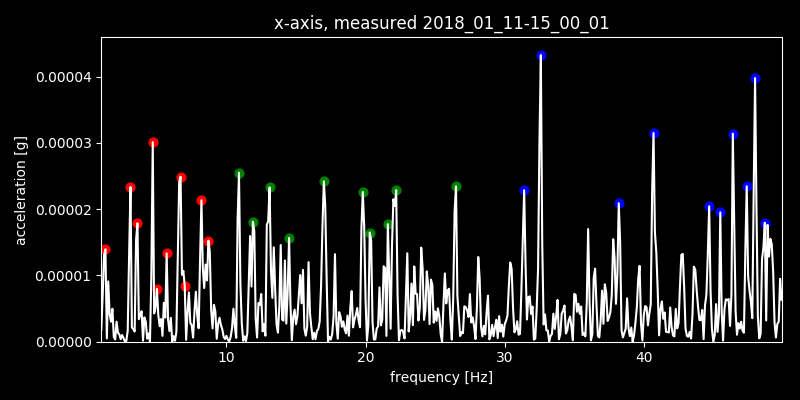 x-axis, measured 2018_01_11-15_00_01
0.00004
0.00003
0.00002
0.00001
0.00000
acceleration [g]
10 20 30 40
frequency [Hz]